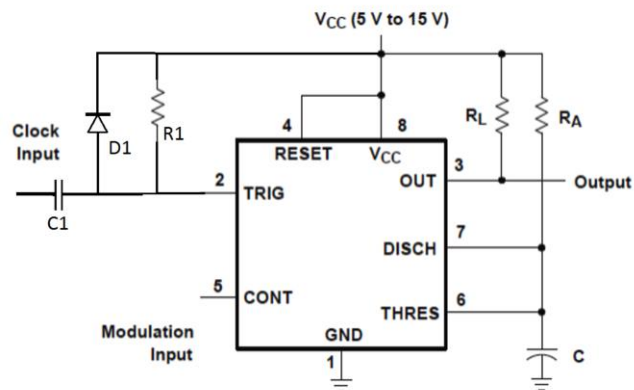 VCC (5 V to 15 V)
4
8
RL
RA
Clock
Input
D1
R1
RESET
VCC
3
2
OUT
Output
TRIG
C1
7
DISCH
5
6
CONT
THRES
Modulation
Input
GND
1
C